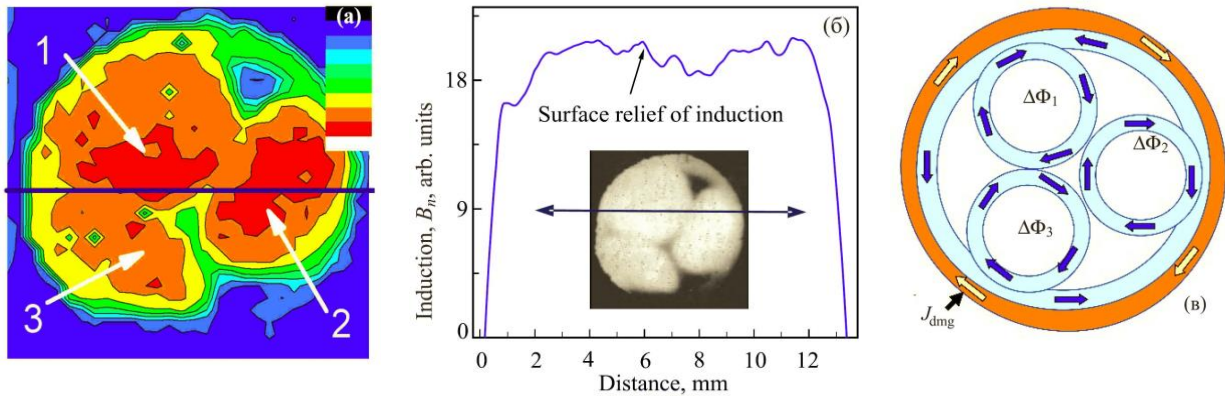 (a)
1
2
3
(б)
18
9
0
Induction, Bₙ, arb. units
Surface relief of induction
0 2 4 6 8 10 12
Distance, mm
ΔΦ₁
ΔΦ₂
ΔΦ₃
J_dmg
(в)